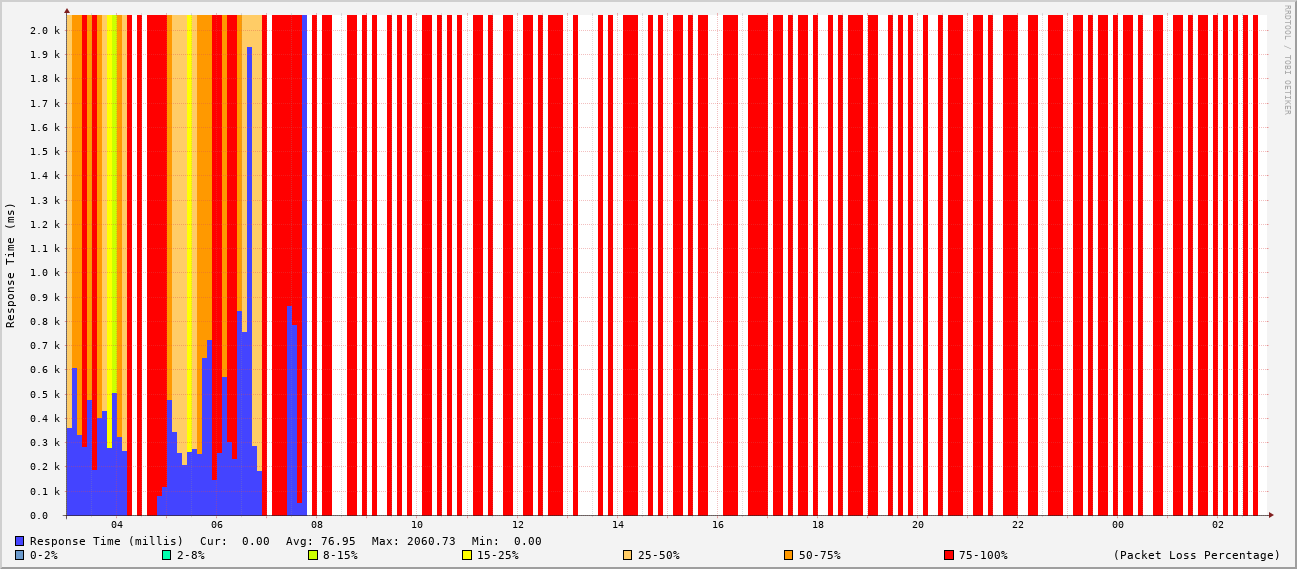 RRDTOOL / TOBI OETIKER
Response Time (ms)
2.0 k
1.9 k
1.8 k
1.7 k
1.6 k
1.5 k
1.4 k
1.3 k
1.2 k
1.1 k
1.0 k
0.9 k
0.8 k
0.7 k
0.6 k
0.5 k
0.4 k
0.3 k
0.2 k
0.1 k
0.0
04 06 08 10 12 14 16 18 20 22 00 02
Response Time (millis) Cur: 0.00 Avg: 76.95 Max: 2060.73 Min: 0.00
0-2% 2-8% 8-15% 15-25% 25-50% 50-75% 75-100% (Packet Loss Percentage)